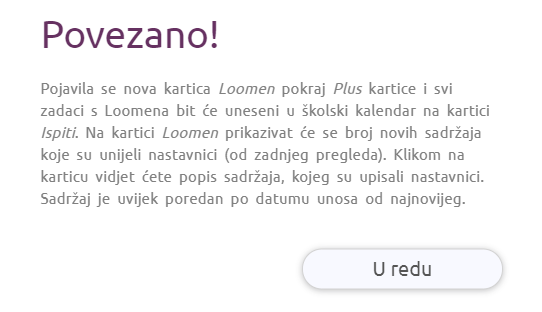 Povezano!
Pojavila se nova kartica Loomen pokraj Plus kartice i svi
zadaci s Loomena bit će uneseni u školski kalendar na kartici
Ispiti. Na kartici Loomen prikazivat će se broj novih sadržaja
koje su unijeli nastavnici (od zadnjeg pregleda). Klikom na
karticu vidjet ćete popis sadržaja, kojeg su upisali nastavnici.
Sadržaj je uvijek poredan po datumu unosa od najnovijeg.
U redu